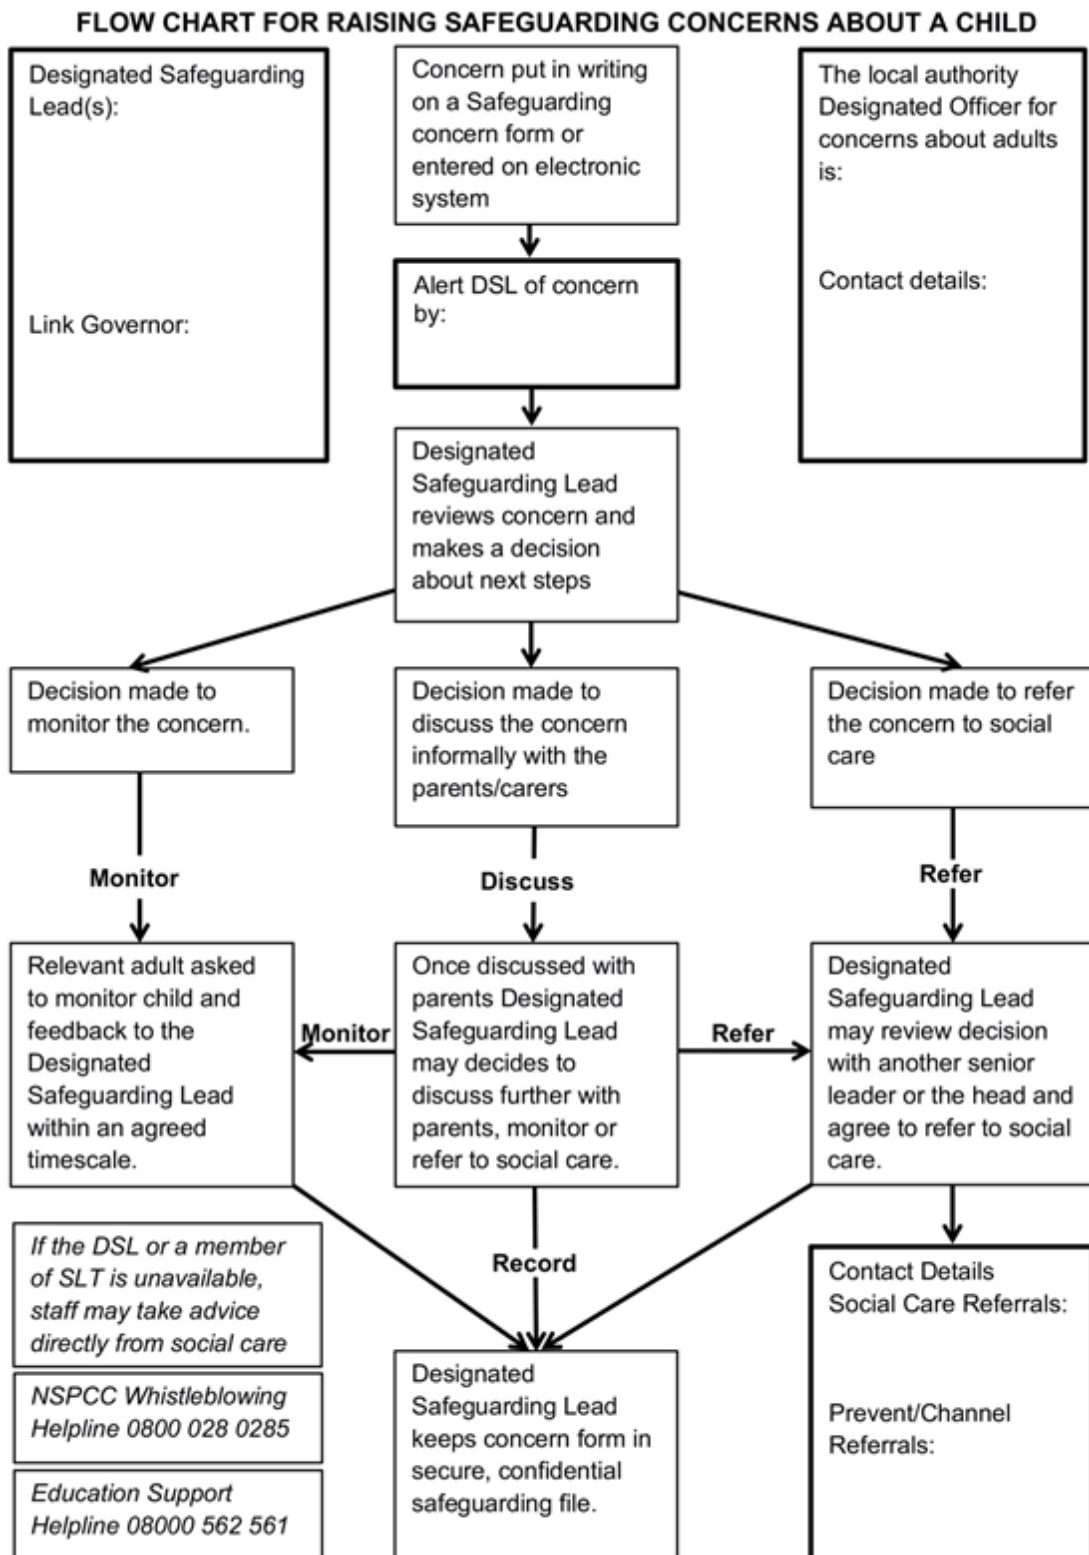 FLOW CHART FOR RAISING SAFEGUARDING CONCERNS ABOUT A CHILD
Designated Safeguarding
Lead(s):
Link Governor:
Concern put in writing
on a Safeguarding
concern form or
entered on electronic
system
The local authority
Designated Officer for
concerns about adults
is:
Contact details:
Alert DSL of concern
by:
Designated
Safeguarding Lead
reviews concern and
makes a decision
about next steps
Decision made to
monitor the concern.
Decision made to
discuss the concern
informally with the
parents/carers
Decision made to refer
the concern to social
care
Monitor
Discuss
Refer
Relevant adult asked
to monitor child and
feedback to the
Designated
Safeguarding Lead
within an agreed
timescale.
Monitor
Once discussed with
parents Designated
Safeguarding Lead
may decides to
discuss further with
parents, monitor or
refer to social care.
Refer
Designated
Safeguarding Lead
may review decision
with another senior
leader or the head and
agree to refer to social
care.
If the DSL or a member
of SLT is unavailable,
staff may take advice
directly from social care
Record
Contact Details
Social Care Referrals:
Prevent/Channel
Referrals:
NSPCC Whistleblowing
Helpline 0800 028 0285
Designated
Safeguarding Lead
keeps concern form in
secure, confidential
safeguarding file.
Education Support
Helpline 08000 562 561